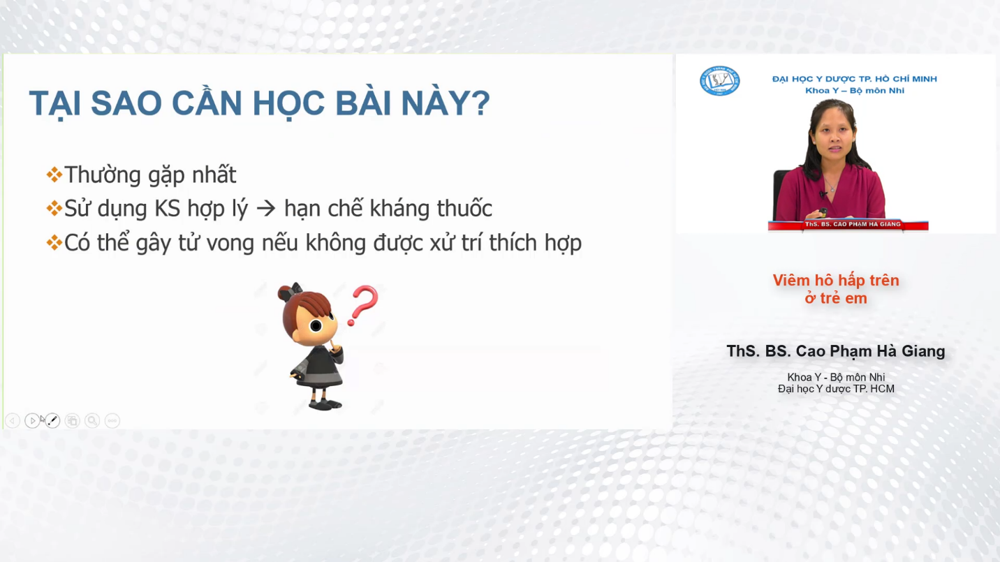 TẠI SAO CẦN HỌC BÀI NÀY?
Thường gặp nhất
Sử dụng KS hợp lý → hạn chế kháng thuốc
Có thể gây tử vong nếu không được xử trí thích hợp
ĐẠI HỌC Y DƯỢC TP. HỒ CHÍ MINH
Khoa Y – Bộ môn Nhi
ThS. BS. CAO PHẠM HÀ GIANG
Viêm hô hấp trên
ở trẻ em
ThS. BS. Cao Phạm Hà Giang
Khoa Y - Bộ môn Nhi
Đại học Y dược TP. HCM